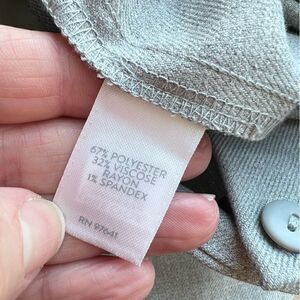 67% POLYESTER
32% VISCOSE
RAYON
1% SPANDEX
RN 97641